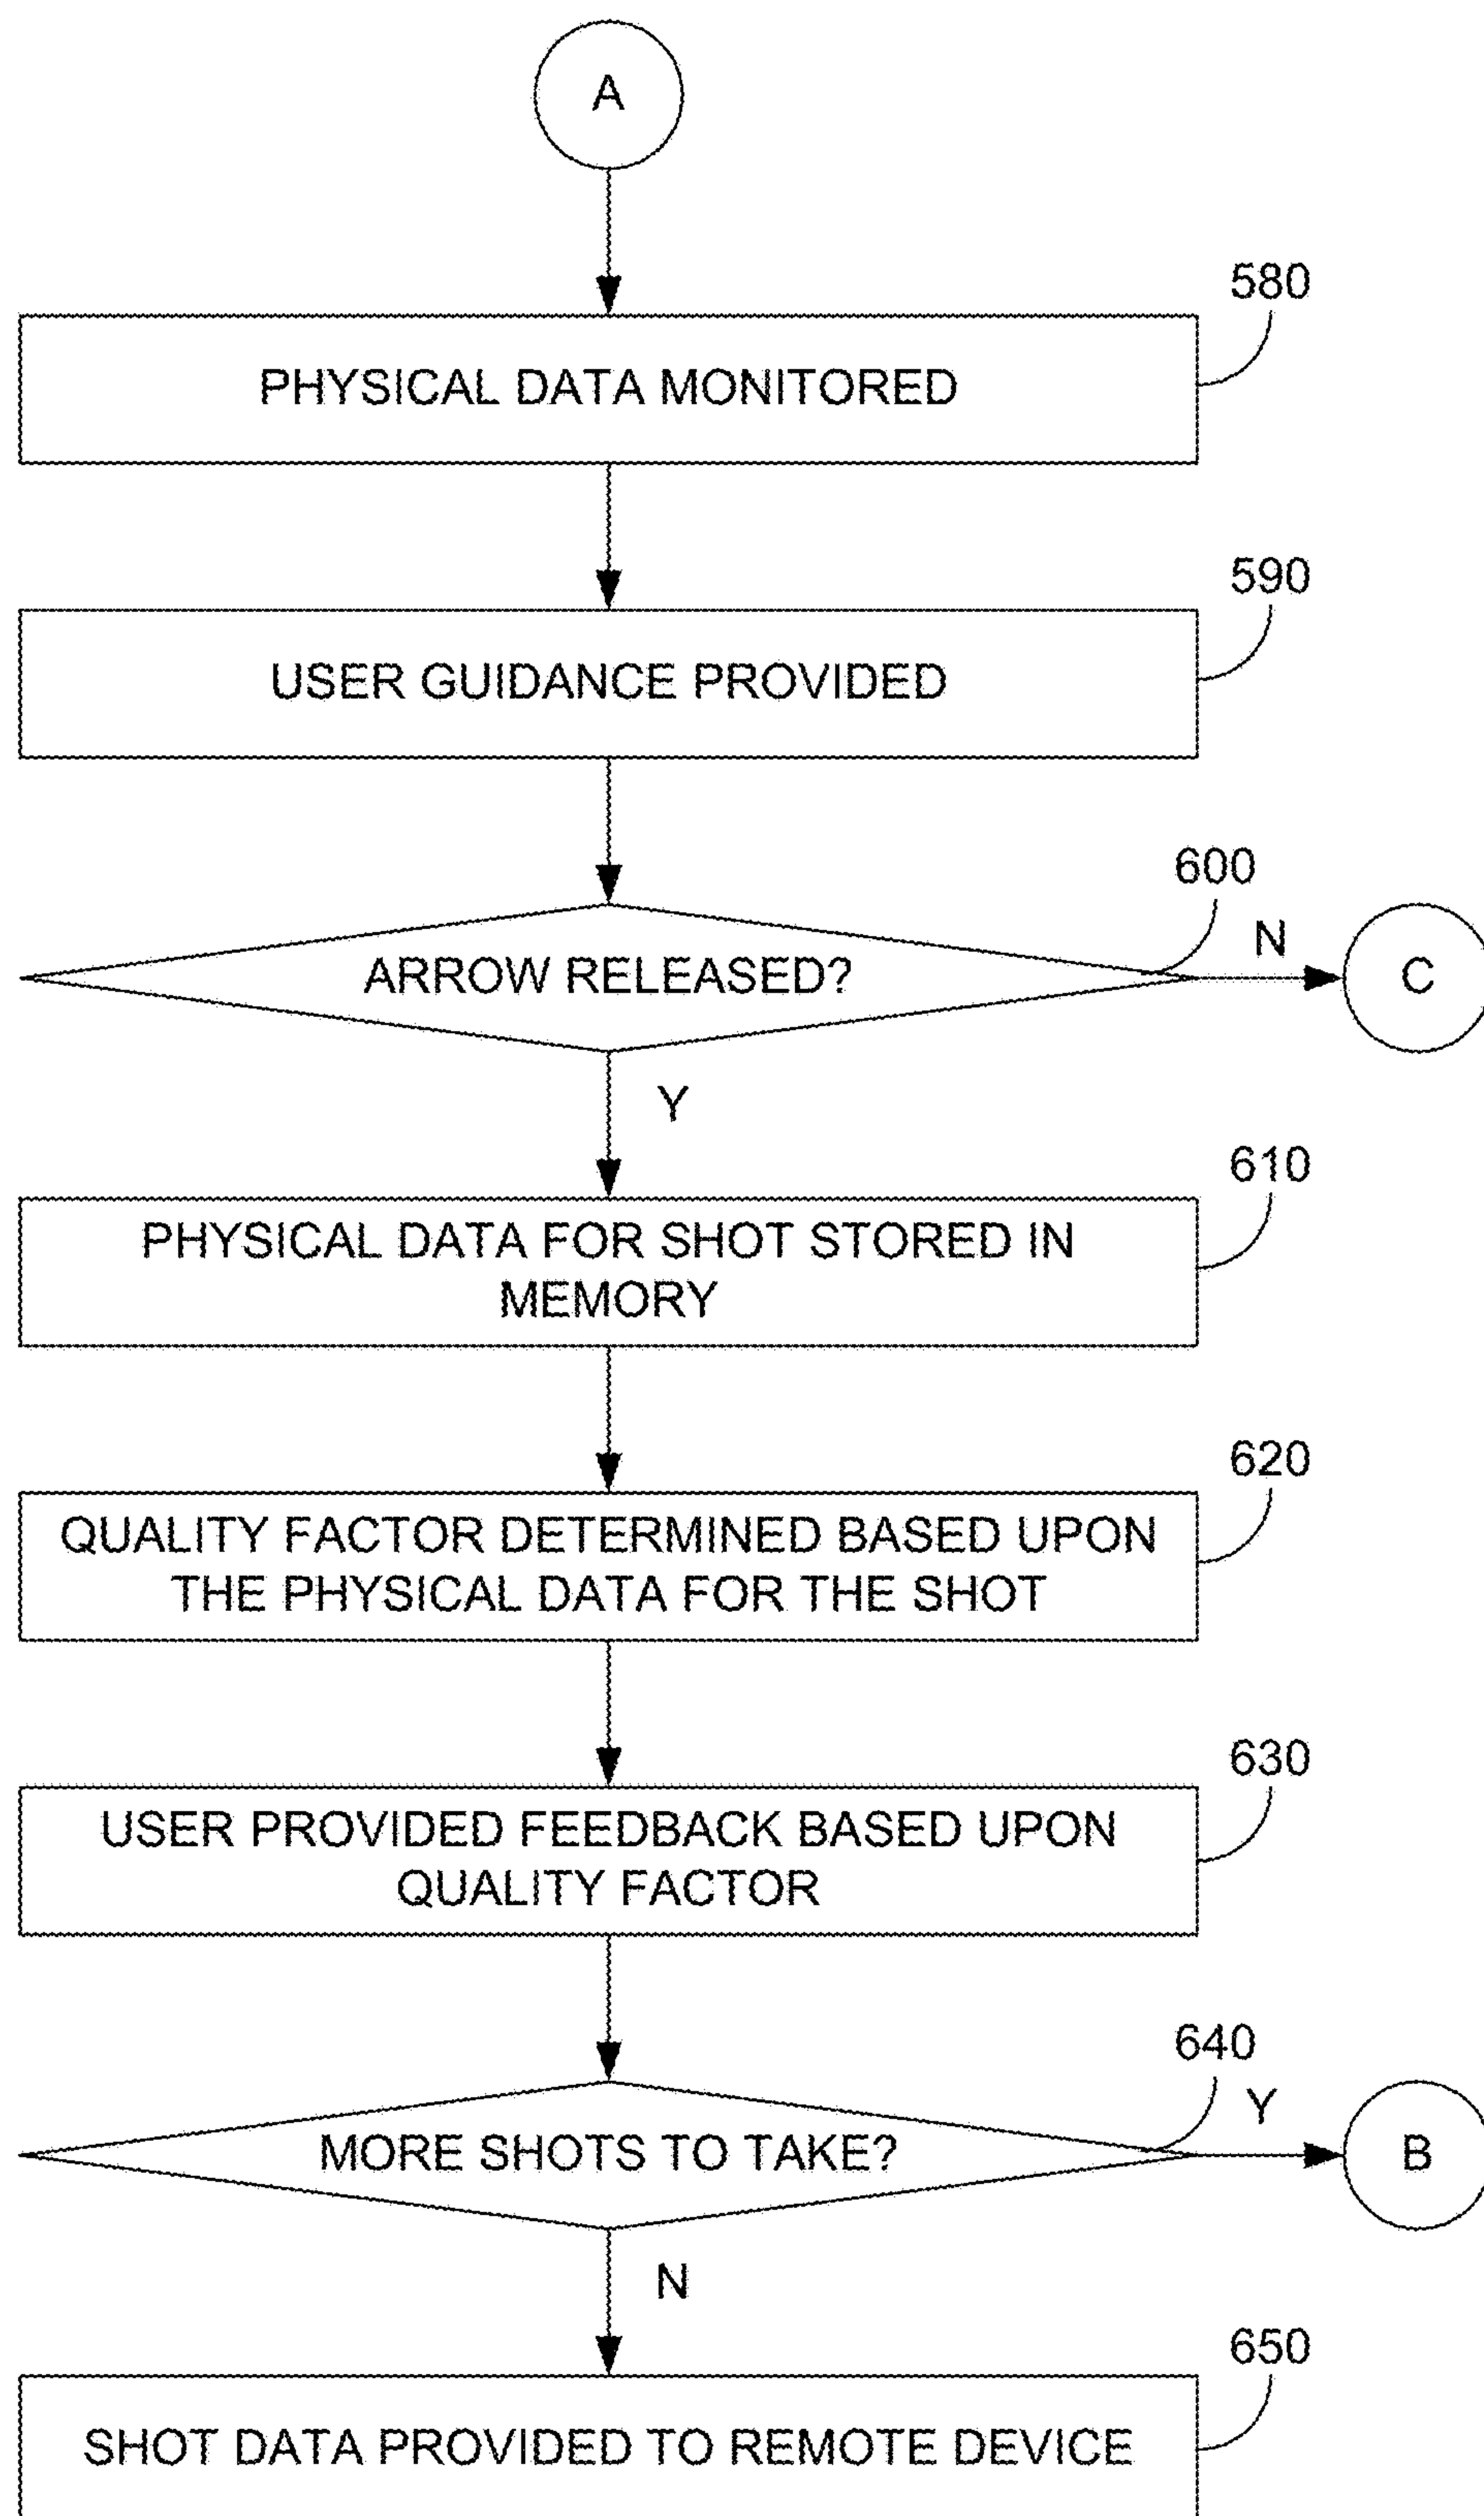 A
580
PHYSICAL DATA MONITORED
590
USER GUIDANCE PROVIDED
600
ARROW RELEASED?
N
C
Y
610
PHYSICAL DATA FOR SHOT STORED IN
MEMORY
620
QUALITY FACTOR DETERMINED BASED UPON
THE PHYSICAL DATA FOR THE SHOT
630
USER PROVIDED FEEDBACK BASED UPON
QUALITY FACTOR
640
MORE SHOTS TO TAKE?
Y
B
N
650
SHOT DATA PROVIDED TO REMOTE DEVICE